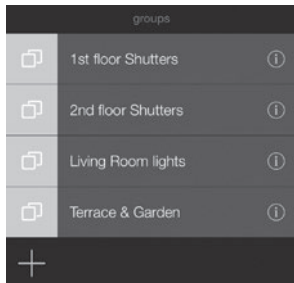 groups
1st floor Shutters
2nd floor Shutters
Living Room lights
Terrace & Garden